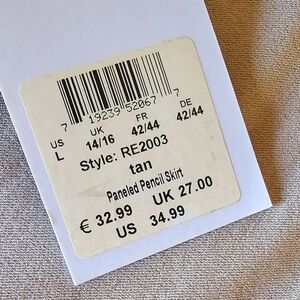 7 19239 52067 7
US UK FR DE
L 14/16 42/44 42/44
Style: RE2003
tan
Paneled Pencil Skirt
€ 32.99 UK 27.00
US 34.99